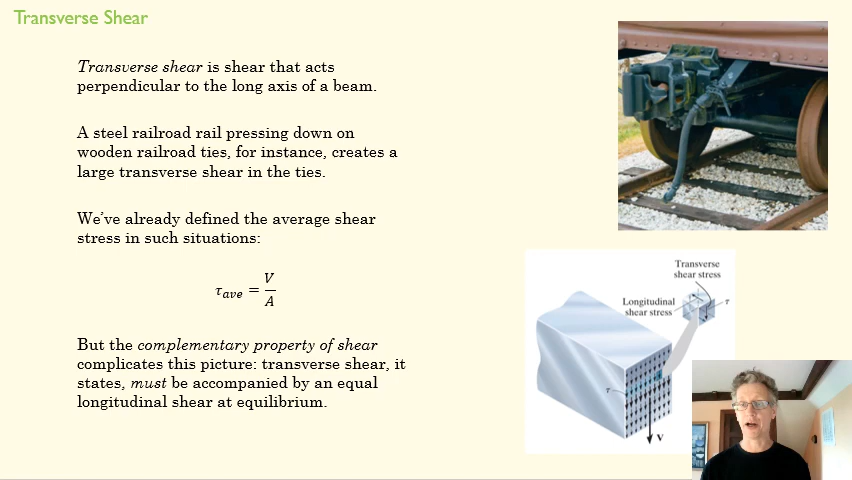 Transverse Shear
Transverse shear is shear that acts
perpendicular to the long axis of a beam.
A steel railroad rail pressing down on
wooden railroad ties, for instance, creates a
large transverse shear in the ties.
We’ve already defined the average shear
stress in such situations:
τave = V/A
But the complementary property of shear
complicates this picture: transverse shear, it
states, must be accompanied by an equal
longitudinal shear at equilibrium.
Transverse
shear stress
Longitudinal
shear stress
τ
τ
V